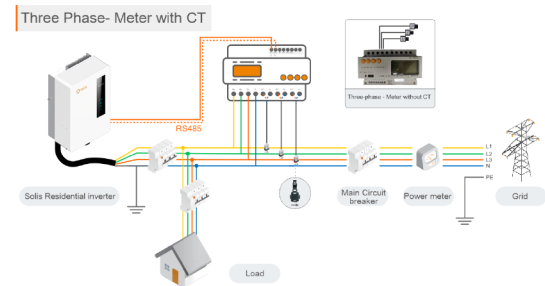 Three Phase- Meter with CT
Three phase - Meter without CT
RS485
L1
L2
L3
N
PE
Solis Residential inverter
Main Circuit
breaker
Power meter
Grid
Load